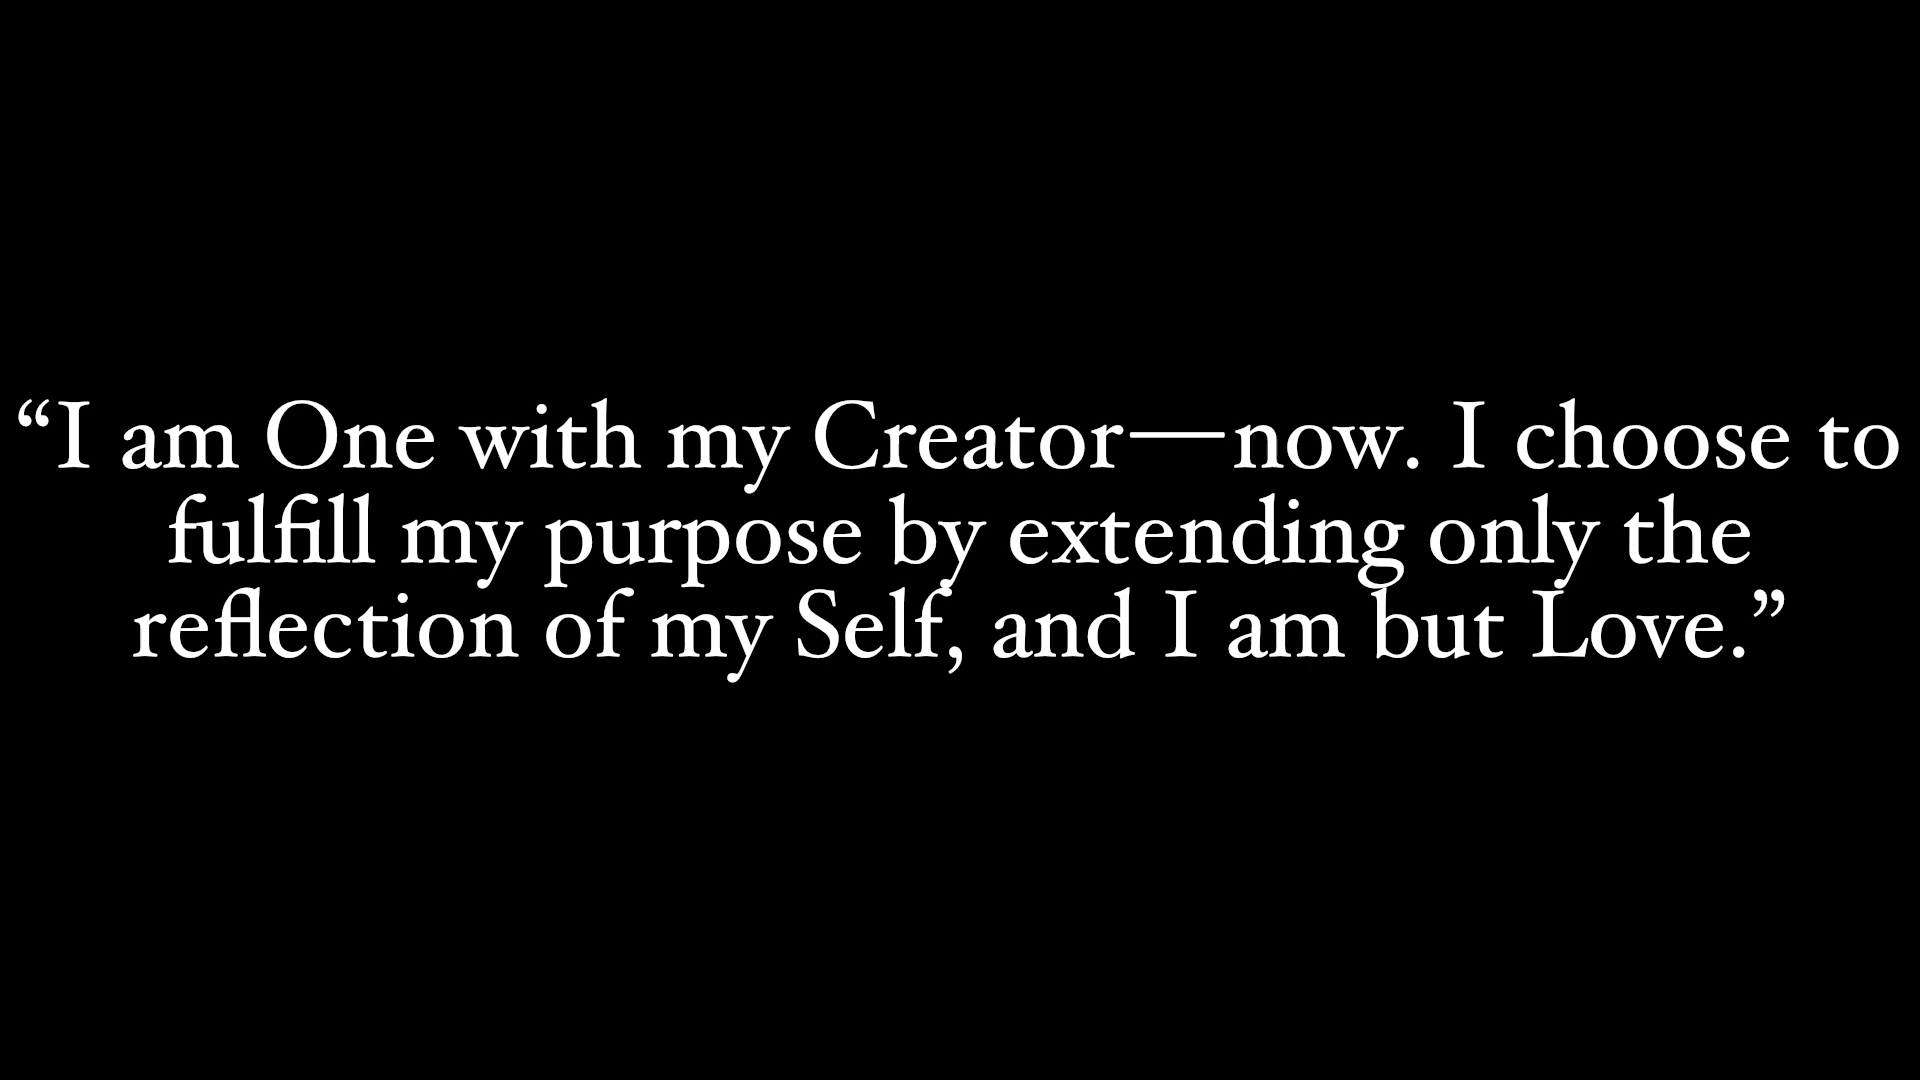 “I am One with my Creator—now. I choose to
fulfill my purpose by extending only the
reflection of my Self, and I am but Love.”